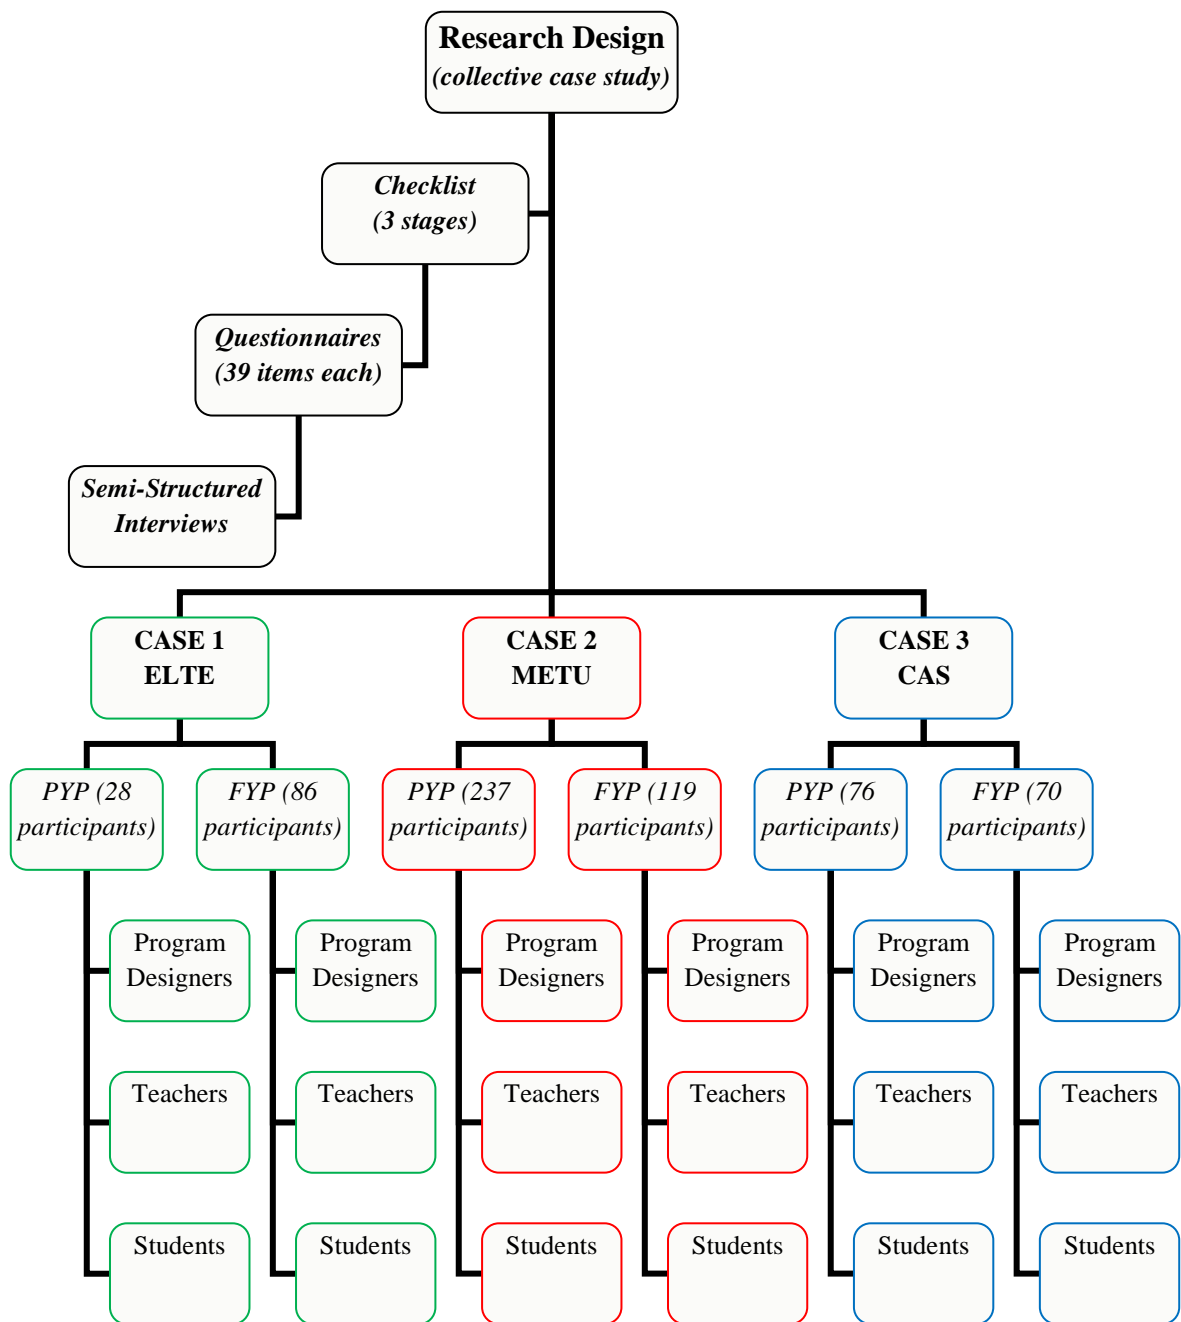 Research Design
(collective case study)
Checklist
(3 stages)
Questionnaires
(39 items each)
Semi-Structured
Interviews
CASE 1
ELTE
CASE 2
METU
CASE 3
CAS
PYP (28
participants)
FYP (86
participants)
PYP (237
participants)
FYP (119
participants)
PYP (76
participants)
FYP (70
participants)
Program
Designers
Program
Designers
Program
Designers
Program
Designers
Program
Designers
Program
Designers
Teachers
Teachers
Teachers
Teachers
Teachers
Teachers
Students
Students
Students
Students
Students
Students